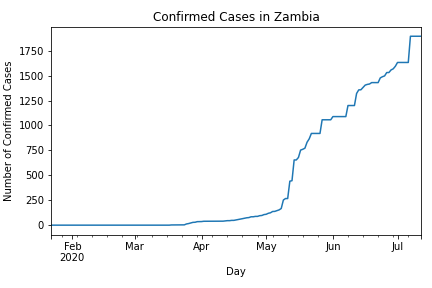 Confirmed Cases in Zambia
Number of Confirmed Cases
1750
1500
1250
1000
750
500
250
0
Feb Mar Apr May Jun Jul
2020
Day